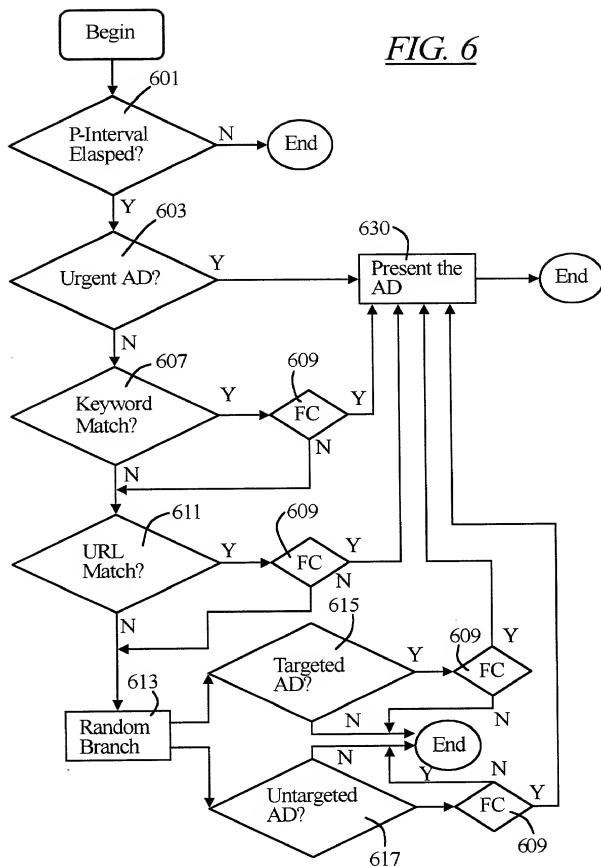 Begin
FIG. 6
601
P-Interval
Elasped?
N
End
Y
603
Urgent AD?
Y
630
Present the
AD
End
N
607
Keyword
Match?
Y
609
FC
Y
N
N
611
URL
Match?
Y
609
FC
Y
N
N
615
Targeted
AD?
Y
609
FC
Y
N
N
613
Random
Branch
End
N
Y
N
Untargeted
AD?
617
FC
Y
609